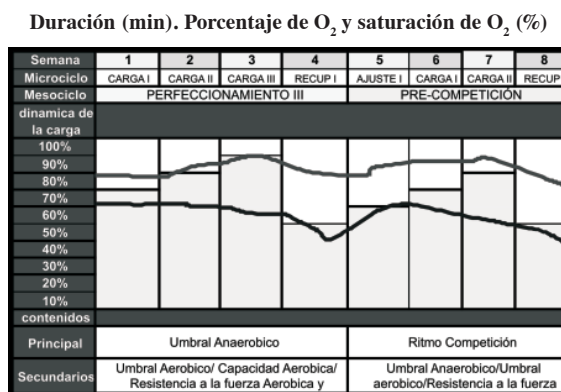 Duración (min). Porcentaje de O2 y saturación de O2 (%)
Semana 1 2 3 4 5 6 7 8
Microciclo CARGA I CARGA II CARGA III RECUP I AJUSTE I CARGA I CARGA II RECUP
Mesociclo PERFECCIONAMIENTO III PRE-COMPETICIÓN
dinamica de
la carga
100%
90%
80%
70%
60%
50%
40%
30%
20%
10%
contenidos
Principal Umbral Anaerobico Ritmo Competición
Secundarios Umbral Aerobico/ Capacidad Aerobica/ Umbral Anaerobico/Umbral
Resistencia a la fuerza Aerobica y aerobico/Resistencia a la fuerza